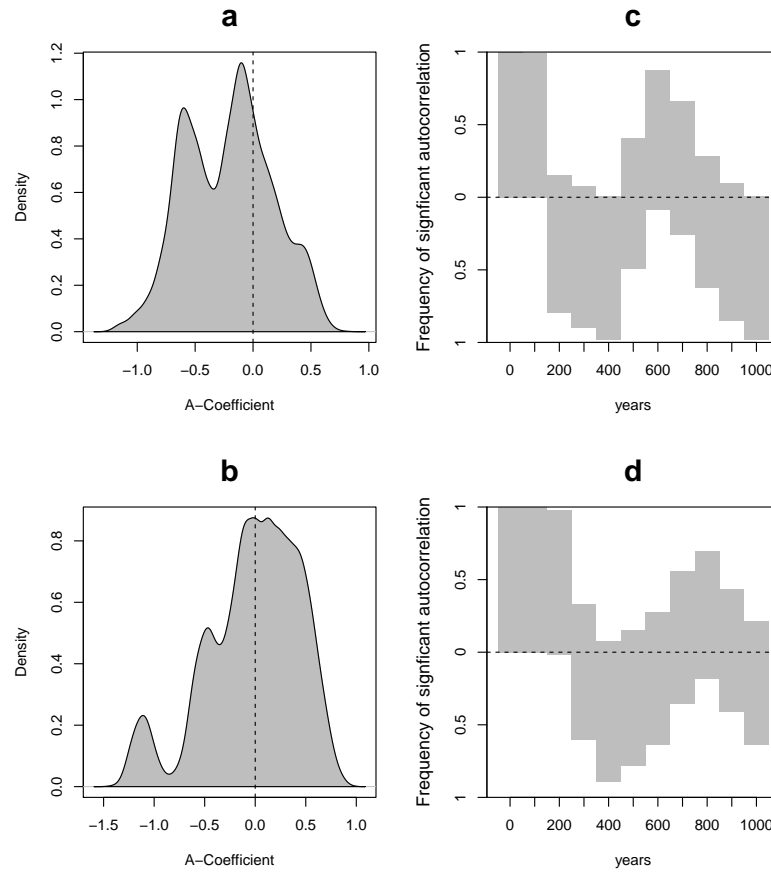 a
Density
0.0 0.2 0.4 0.6 0.8 1.0 1.2
−1.0 −0.5 0.0 0.5 1.0
A−Coefficient
c
Frequency of signficant autocorrelation
1 0.5 0 0.5 1
0 200 400 600 800 1000
years
b
Density
0.0 0.2 0.4 0.6 0.8
−1.5 −1.0 −0.5 0.0 0.5 1.0
A−Coefficient
d
Frequency of signficant autocorrelation
1 0.5 0 0.5 1
0 200 400 600 800 1000
years